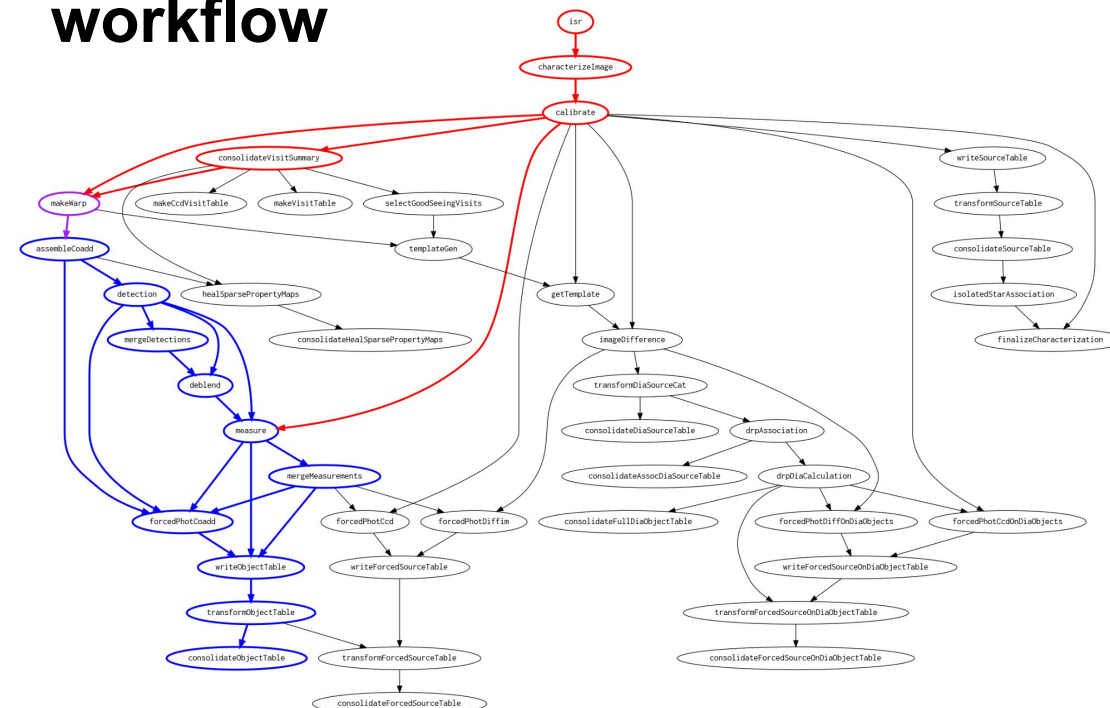 workflow
isr
characterizeImage
calibrate
consolidateVisitSummary
writeSourceTable
makeWarp
makeCcdVisitTable
makeVisitTable
selectGoodSeeingVisits
transformSourceTable
assembleCoadd
templateGen
consolidateSourceTable
detection
healSparsePropertyMaps
getTemplate
isolatedStarAssociation
mergeDetections
consolidateHealSparsePropertyMaps
imageDifference
finalizeCharacterization
deblend
transformDiaSourceCat
measure
consolidateDiaSourceTable
drpAssociation
mergeMeasurements
consolidateAssocDiaSourceTable
drpDiaCalculation
forcedPhotCoadd
forcedPhotCcd
forcedPhotDiffim
consolidateFullDiaObjectTable
forcedPhotDiffOnDiaObjects
forcedPhotCcdOnDiaObjects
writeObjectTable
writeForcedSourceTable
writeForcedSourceOnDiaObjectTable
transformObjectTable
transformForcedSourceOnDiaObjectTable
consolidateObjectTable
transformForcedSourceTable
consolidateForcedSourceOnDiaObjectTable
consolidateForcedSourceTable